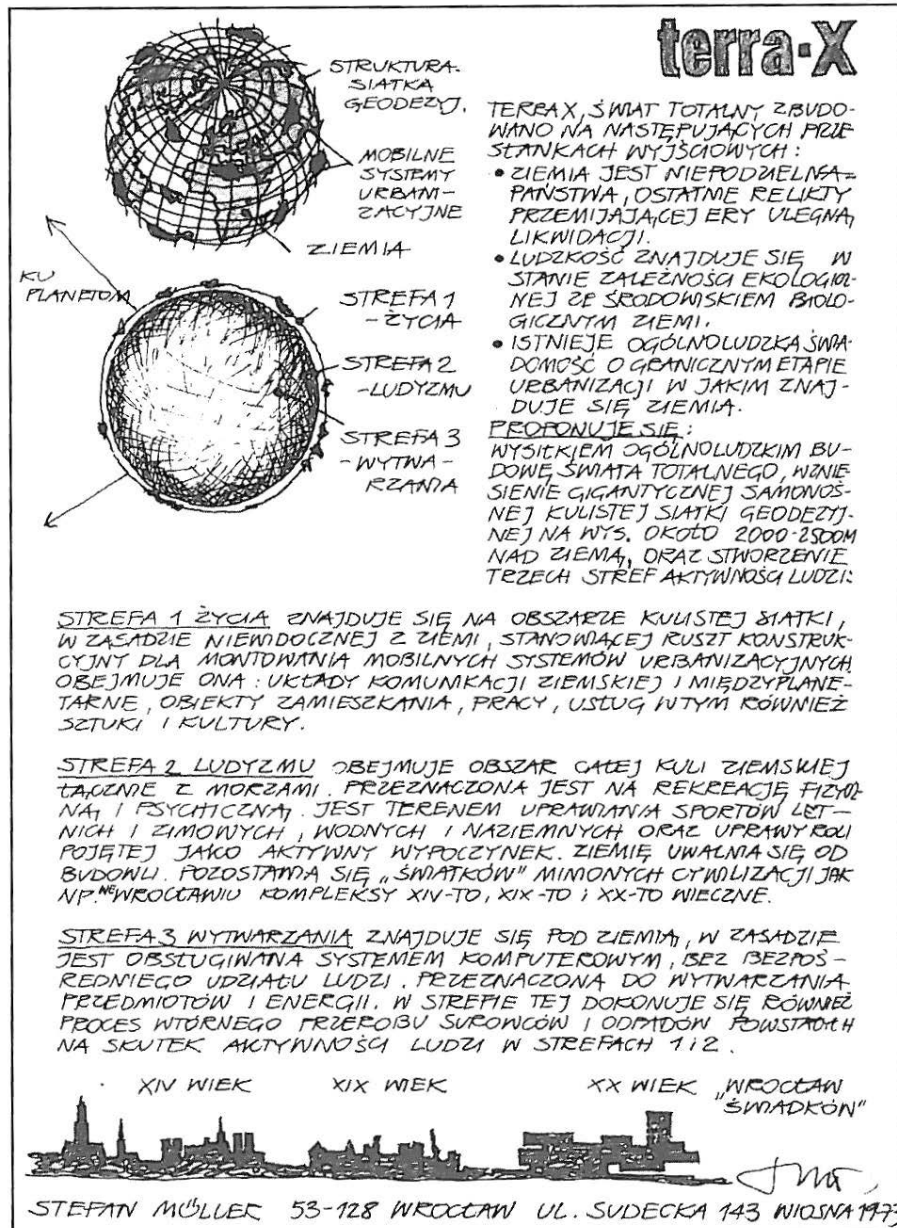 terra·X
STRUKTURA-
SIATKA
GEODEZYJ.
MOBILNE
SYSTEMY
URBANI-
ZACYJNE
ZIEMIA
KU
PLANETOM
STREFA 1
-ŻYCIA
STREFA 2
-LUDYZMU
STREFA 3
-WYTWA-
RZANIA
TERRA X, ŚWIAT TOTALNY ZBUDO-
WANO NA NASTĘPUJĄCYCH PRZE
SŁANKACH WYJŚCIOWYCH:
• ZIEMIA JEST NIEPODZIELNA=
PAŃSTWA, OSTATNIE RELIKTY
PRZEMIJAJĄCEJ ERY ULEGNĄ
LIKWIDACJI.
• LUDZKOŚĆ ZNAJDUJE SIĘ W
STANIE ZALEŻNOŚCI EKOLOGICZ-
NEJ ZE ŚRODOWISKIEM BIOLO-
GICZNYM ZIEMI.
• ISTNIEJE OGÓLNOLUDZKA ŚWIA-
DOMOŚĆ O GRANICZNYM ETAPIE
URBANIZACJI W JAKIM ZNAJ-
DUJE SIĘ ZIEMIA.
PROPONUJE SIĘ:
WYSIŁKIEM OGÓLNOLUDZKIM BU-
DOWĘ ŚWIATA TOTALNEGO, WZNIE
SIENIE GIGANTYCZNEJ SAMONOŚ-
NEJ KULISTEJ SIATKI GEODEZYJ-
NEJ NA WYS. OKOŁO 2000-2500M
NAD ZIEMIĄ, ORAZ STWORZENIE
TRZECH STREF AKTYWNOŚCI LUDZI:
STREFA 1 ŻYCIA ZNAJDUJE SIĘ NA OBSZARZE KULISTEJ SIATKI,
W ZASADZIE NIEWIDOCZNEJ Z ZIEMI, STANOWIĄCEJ RUSZT KONSTRUK-
CYJNY DLA MONTOWANIA MOBILNYCH SYSTEMÓW URBANIZACYJNYCH
OBEJMUJE ONA: UKŁADY KOMUNIKACJI ZIEMSKIEJ I MIĘDZYPLANE-
TARNE, OBIEKTY ZAMIESZKANIA, PRACY, USŁUG W TYM RÓWNIEŻ
SZTUKI I KULTURY.
STREFA 2 LUDYZMU OBEJMUJE OBSZAR CAŁEJ KULI ZIEMSKIEJ
ŁĄCZNIE Z MORZAMI. PRZEZNACZONA JEST NA REKREACJĘ FIZYCZ-
NĄ, I PSYCHICZNĄ. JEST TERENEM UPRAWIANIA SPORTÓW LET-
NICH I ZIMOWYCH, WODNYCH I NAZIEMNYCH ORAZ UPRAWY ROLI
POJĘTEJ JAKO AKTYWNY WYPOCZYNEK. ZIEMIĘ UWALNIA SIĘ OD
BUDOWLI. POZOSTAWIA SIĘ „ŚWIATKÓW" MINIONYCH CYWILIZACJI JAK
NP. WE WROCŁAWIU KOMPLEKSY XIV-TO, XIX-TO i XX-TO WIECZNE.
STREFA 3 WYTWARZANIA ZNAJDUJE SIĘ POD ZIEMIĄ, W ZASADZIE
JEST OBSŁUGIWANA SYSTEMEM KOMPUTEROWYM, BEZ BEZPOŚ-
REDNIEGO UDZIAŁU LUDZI. PRZEZNACZONA DO WYTWARZANIA
PRZEDMIOTÓW I ENERGII. W STREFIE TEJ DOKONUJE SIĘ RÓWNIEŻ
PROCES WTÓRNEGO PRZEROBU SUROWCÓW I ODPADÓW POWSTAŁYCH
NA SKUTEK AKTYWNOŚCI LUDZI W STREFACH 1 i 2.
XIV WIEK XIX WIEK XX WIEK „WROCŁAW
„ŚWIADKÓW"
STEFAN MÜLLER 53-128 WROCŁAW UL. SUDECKA 143 WIOSNA 1973